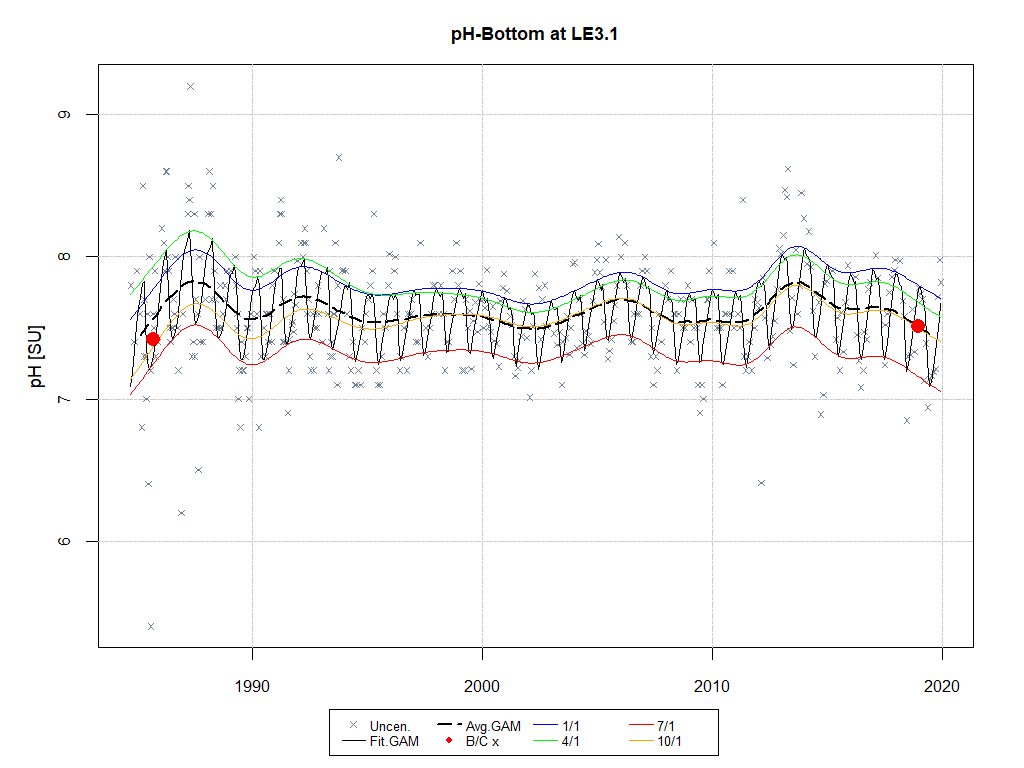 pH-Bottom at LE3.1
pH [SU]
9
8
7
6
1990 2000 2010 2020
Uncen. Avg.GAM 1/1 7/1
Fit.GAM B/C x 4/1 10/1